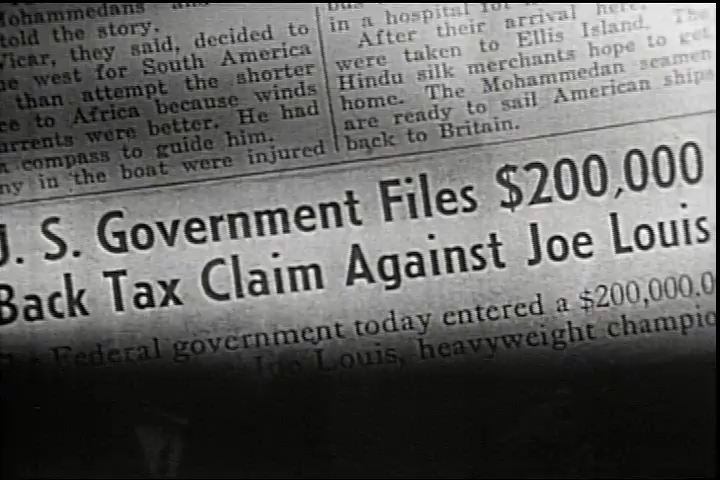 Mohammedans and
told the story.
Vicar, they said, decided to
west for South America
than attempt the shorter
to Africa because winds
were better. He had
a compass to guide him.
in the boat were injured
in a hospital for
After their arrival here,
were taken to Ellis Island. The
Hindu silk merchants hope to get
home. The Mohammedan seamen
are ready to sail American ships
back to Britain.
J. S. Government Files $200,000
Back Tax Claim Against Joe Louis
Federal government today entered a $200,000.0
Joe Louis, heavyweight champio